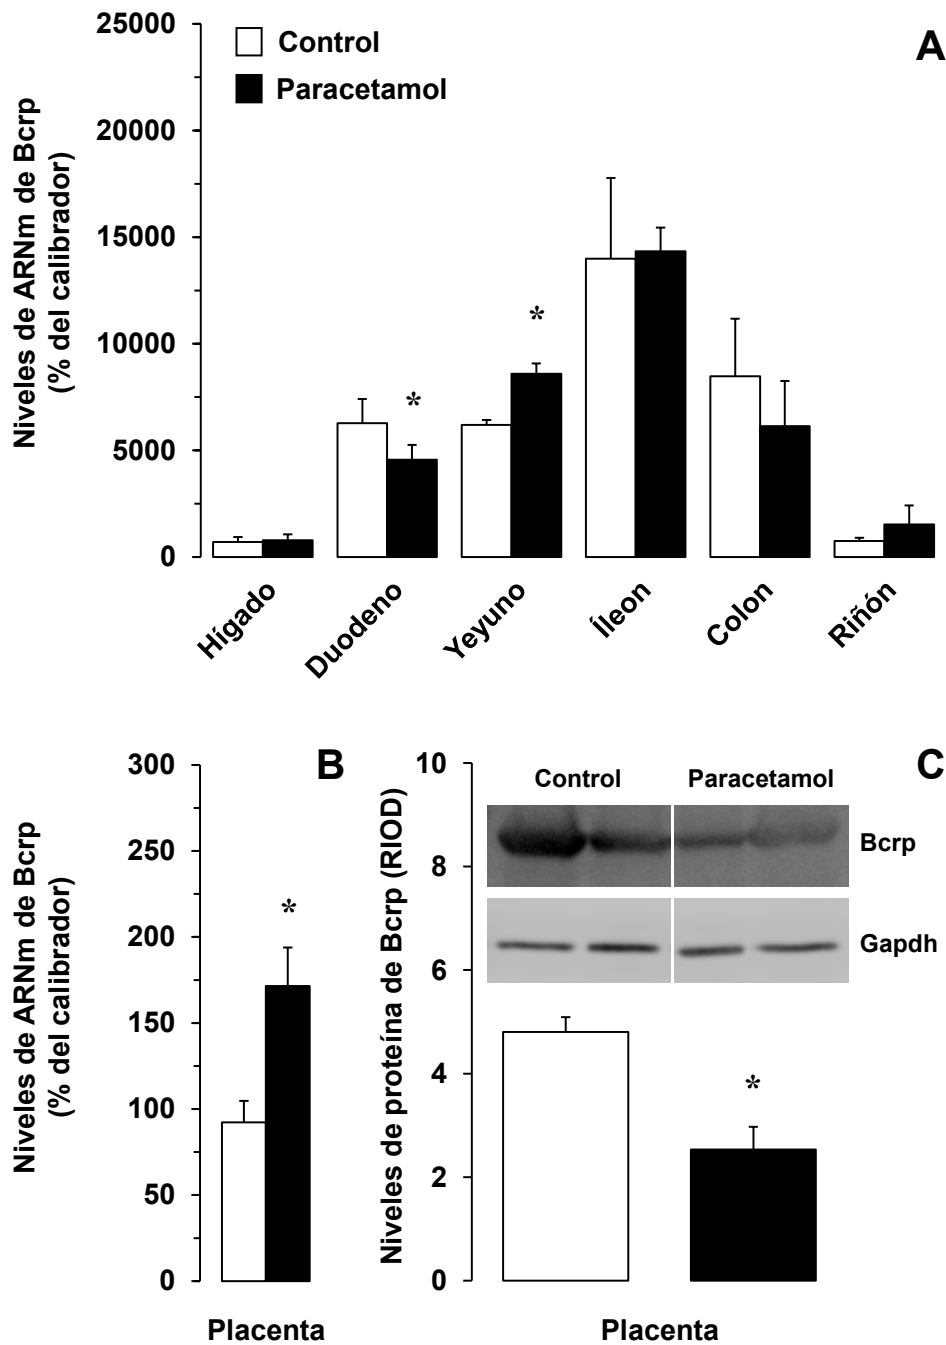 A
Control
Paracetamol
Niveles de ARNm de Bcrp
(% del calibrador)
25000
20000
15000
10000
5000
0
*
*
Hígado
Duodeno
Yeyuno
Íleon
Colon
Riñón
B
Niveles de ARNm de Bcrp
(% del calibrador)
300
250
200
150
100
50
0
*
Placenta
C
Niveles de proteína de Bcrp (RIOD)
10
8
6
4
2
0
Control
Paracetamol
Bcrp
Gapdh
*
Placenta